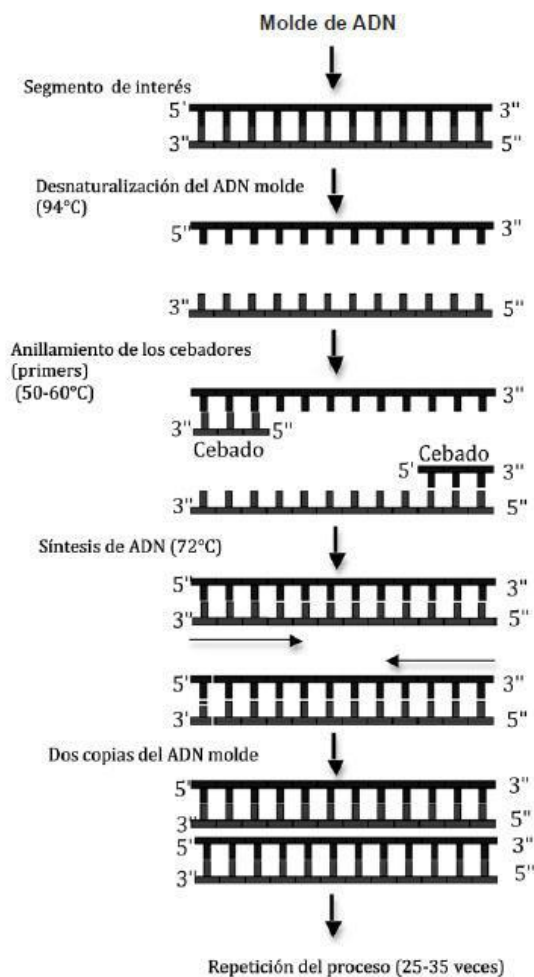 Molde de ADN
Segmento de interés
5' 3"
3" 5"
Desnaturalización del ADN molde
(94°C)
5" 3"
3" 5"
Anillamiento de los cebadores
(primers)
(50-60°C)
3"
3" 5"
Cebado
Cebado
5' 3"
3" 5"
Síntesis de ADN (72°C)
5' 3"
3" 5"
5' 3"
3' 5"
Dos copias del ADN molde
5' 3"
3" 5"
5' 3"
3" 5"
Repetición del proceso (25-35 veces)